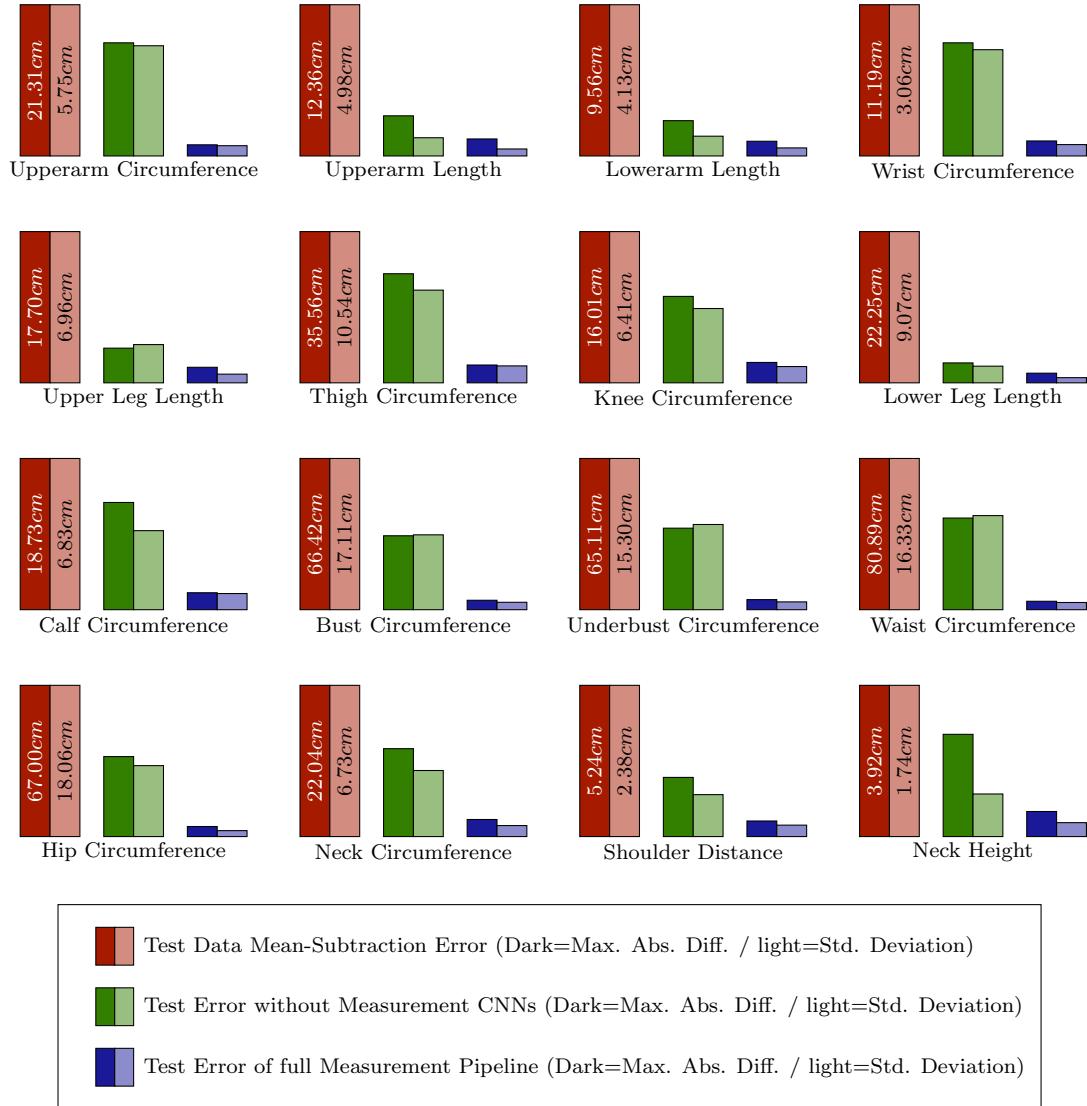 21.31cm 5.75cm
12.36cm 4.98cm
9.56cm 4.13cm
11.19cm 3.06cm
Upperarm Circumference
Upperarm Length
Lowerarm Length
Wrist Circumference
17.70cm 6.96cm
35.56cm 10.54cm
16.01cm 6.41cm
22.25cm 9.07cm
Upper Leg Length
Thigh Circumference
Knee Circumference
Lower Leg Length
18.73cm 6.83cm
66.42cm 17.11cm
65.11cm 15.30cm
80.89cm 16.33cm
Calf Circumference
Bust Circumference
Underbust Circumference
Waist Circumference
67.00cm 18.06cm
22.04cm 6.73cm
5.24cm 2.38cm
3.92cm 1.74cm
Hip Circumference
Neck Circumference
Shoulder Distance
Neck Height
Test Data Mean-Subtraction Error (Dark=Max. Abs. Diff. / light=Std. Deviation)
Test Error without Measurement CNNs (Dark=Max. Abs. Diff. / light=Std. Deviation)
Test Error of full Measurement Pipeline (Dark=Max. Abs. Diff. / light=Std. Deviation)